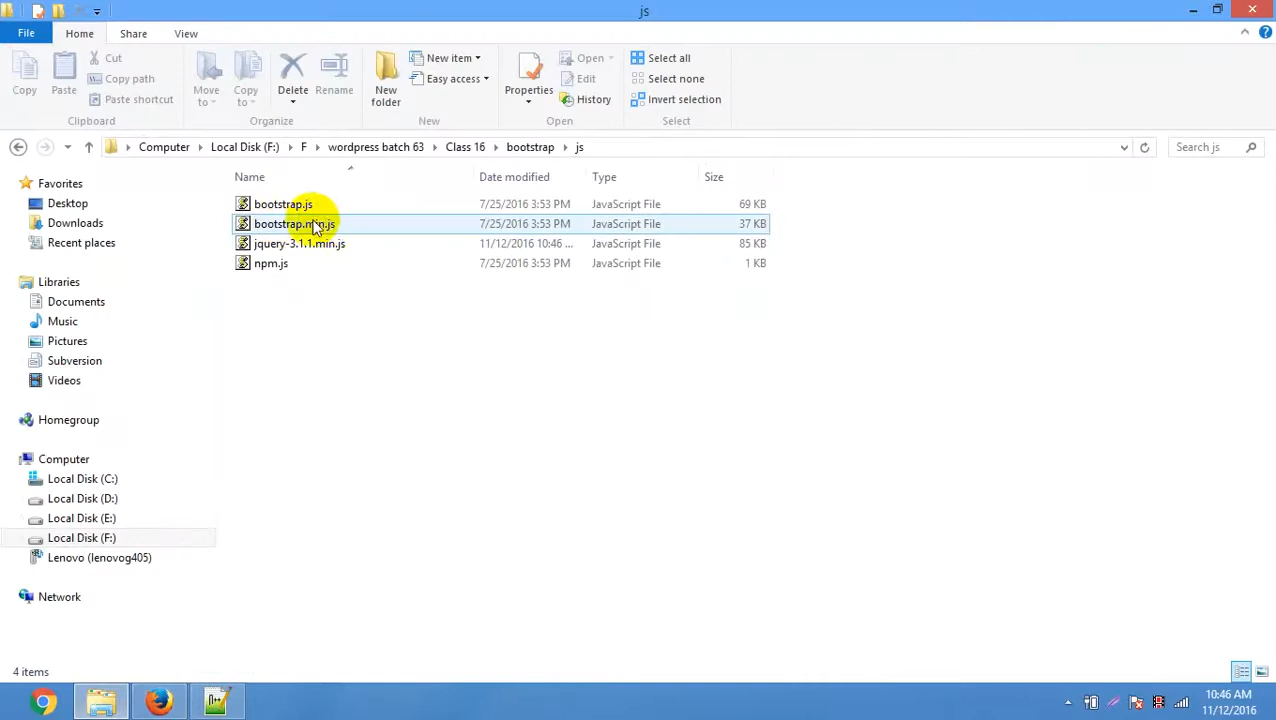 js
File Home Share View
Copy
Paste
Cut
Copy path
Paste shortcut
Clipboard
Move to
Copy to
Delete
Rename
Organize
New folder
New item
Easy access
New
Properties
Open
Edit
History
Open
Select all
Select none
Invert selection
Select
Computer Local Disk (F:) F wordpress batch 63 Class 16 bootstrap js
Search js
Name Date modified Type Size
bootstrap.js 7/25/2016 3:53 PM JavaScript File 69 KB
bootstrap.min.js 7/25/2016 3:53 PM JavaScript File 37 KB
jquery-3.1.1.min.js 11/12/2016 10:46 ... JavaScript File 85 KB
npm.js 7/25/2016 3:53 PM JavaScript File 1 KB
Favorites
Desktop
Downloads
Recent places
Libraries
Documents
Music
Pictures
Subversion
Videos
Homegroup
Computer
Local Disk (C:)
Local Disk (D:)
Local Disk (E:)
Local Disk (F:)
Lenovo (lenovog405)
Network
4 items
10:46 AM
11/12/2016